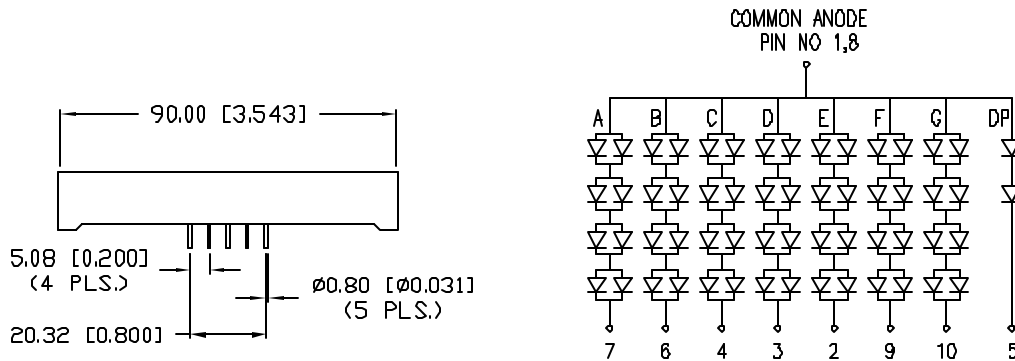 COMMON ANODE
PIN NO 1,8
90.00 [3.543]
A B C D E F G DP
5.08 [0.200]
(4 PLS.)
Ø0.80 [Ø0.031]
(5 PLS.)
20.32 [0.800]
7 6 4 3 2 9 10 5